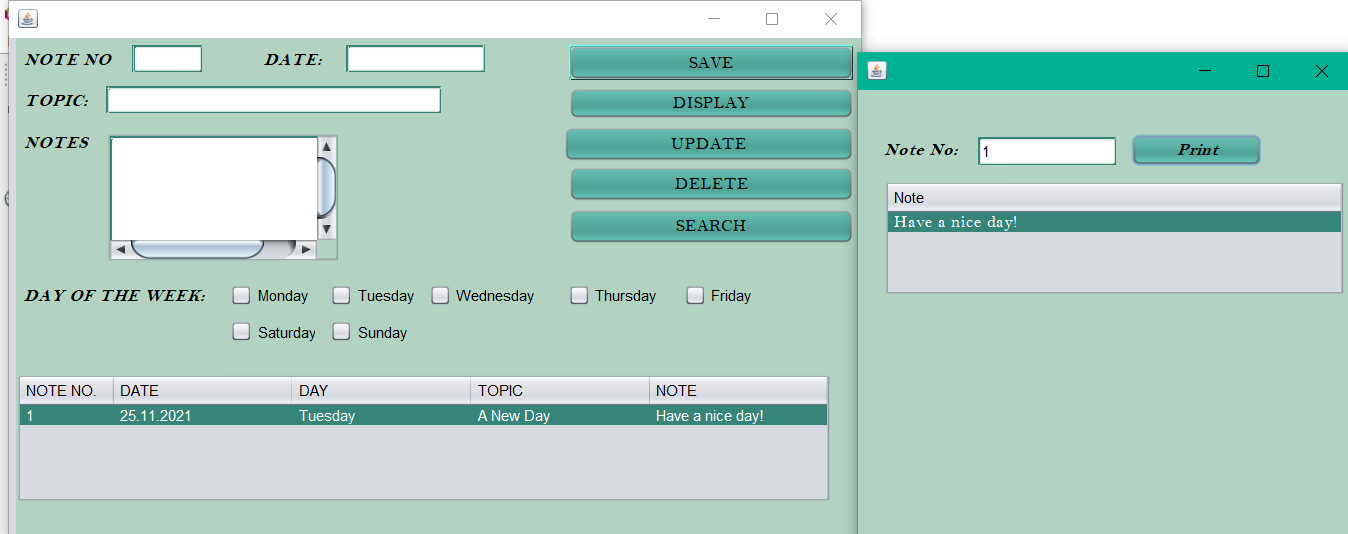 NOTE NO DATE: SAVE
TOPIC: DISPLAY
NOTES UPDATE
DELETE
SEARCH
DAY OF THE WEEK: Monday Tuesday Wednesday Thursday Friday
Saturday Sunday
NOTE NO. DATE DAY TOPIC NOTE
1 25.11.2021 Tuesday A New Day Have a nice day!
Note No: 1 Print
Note
Have a nice day!